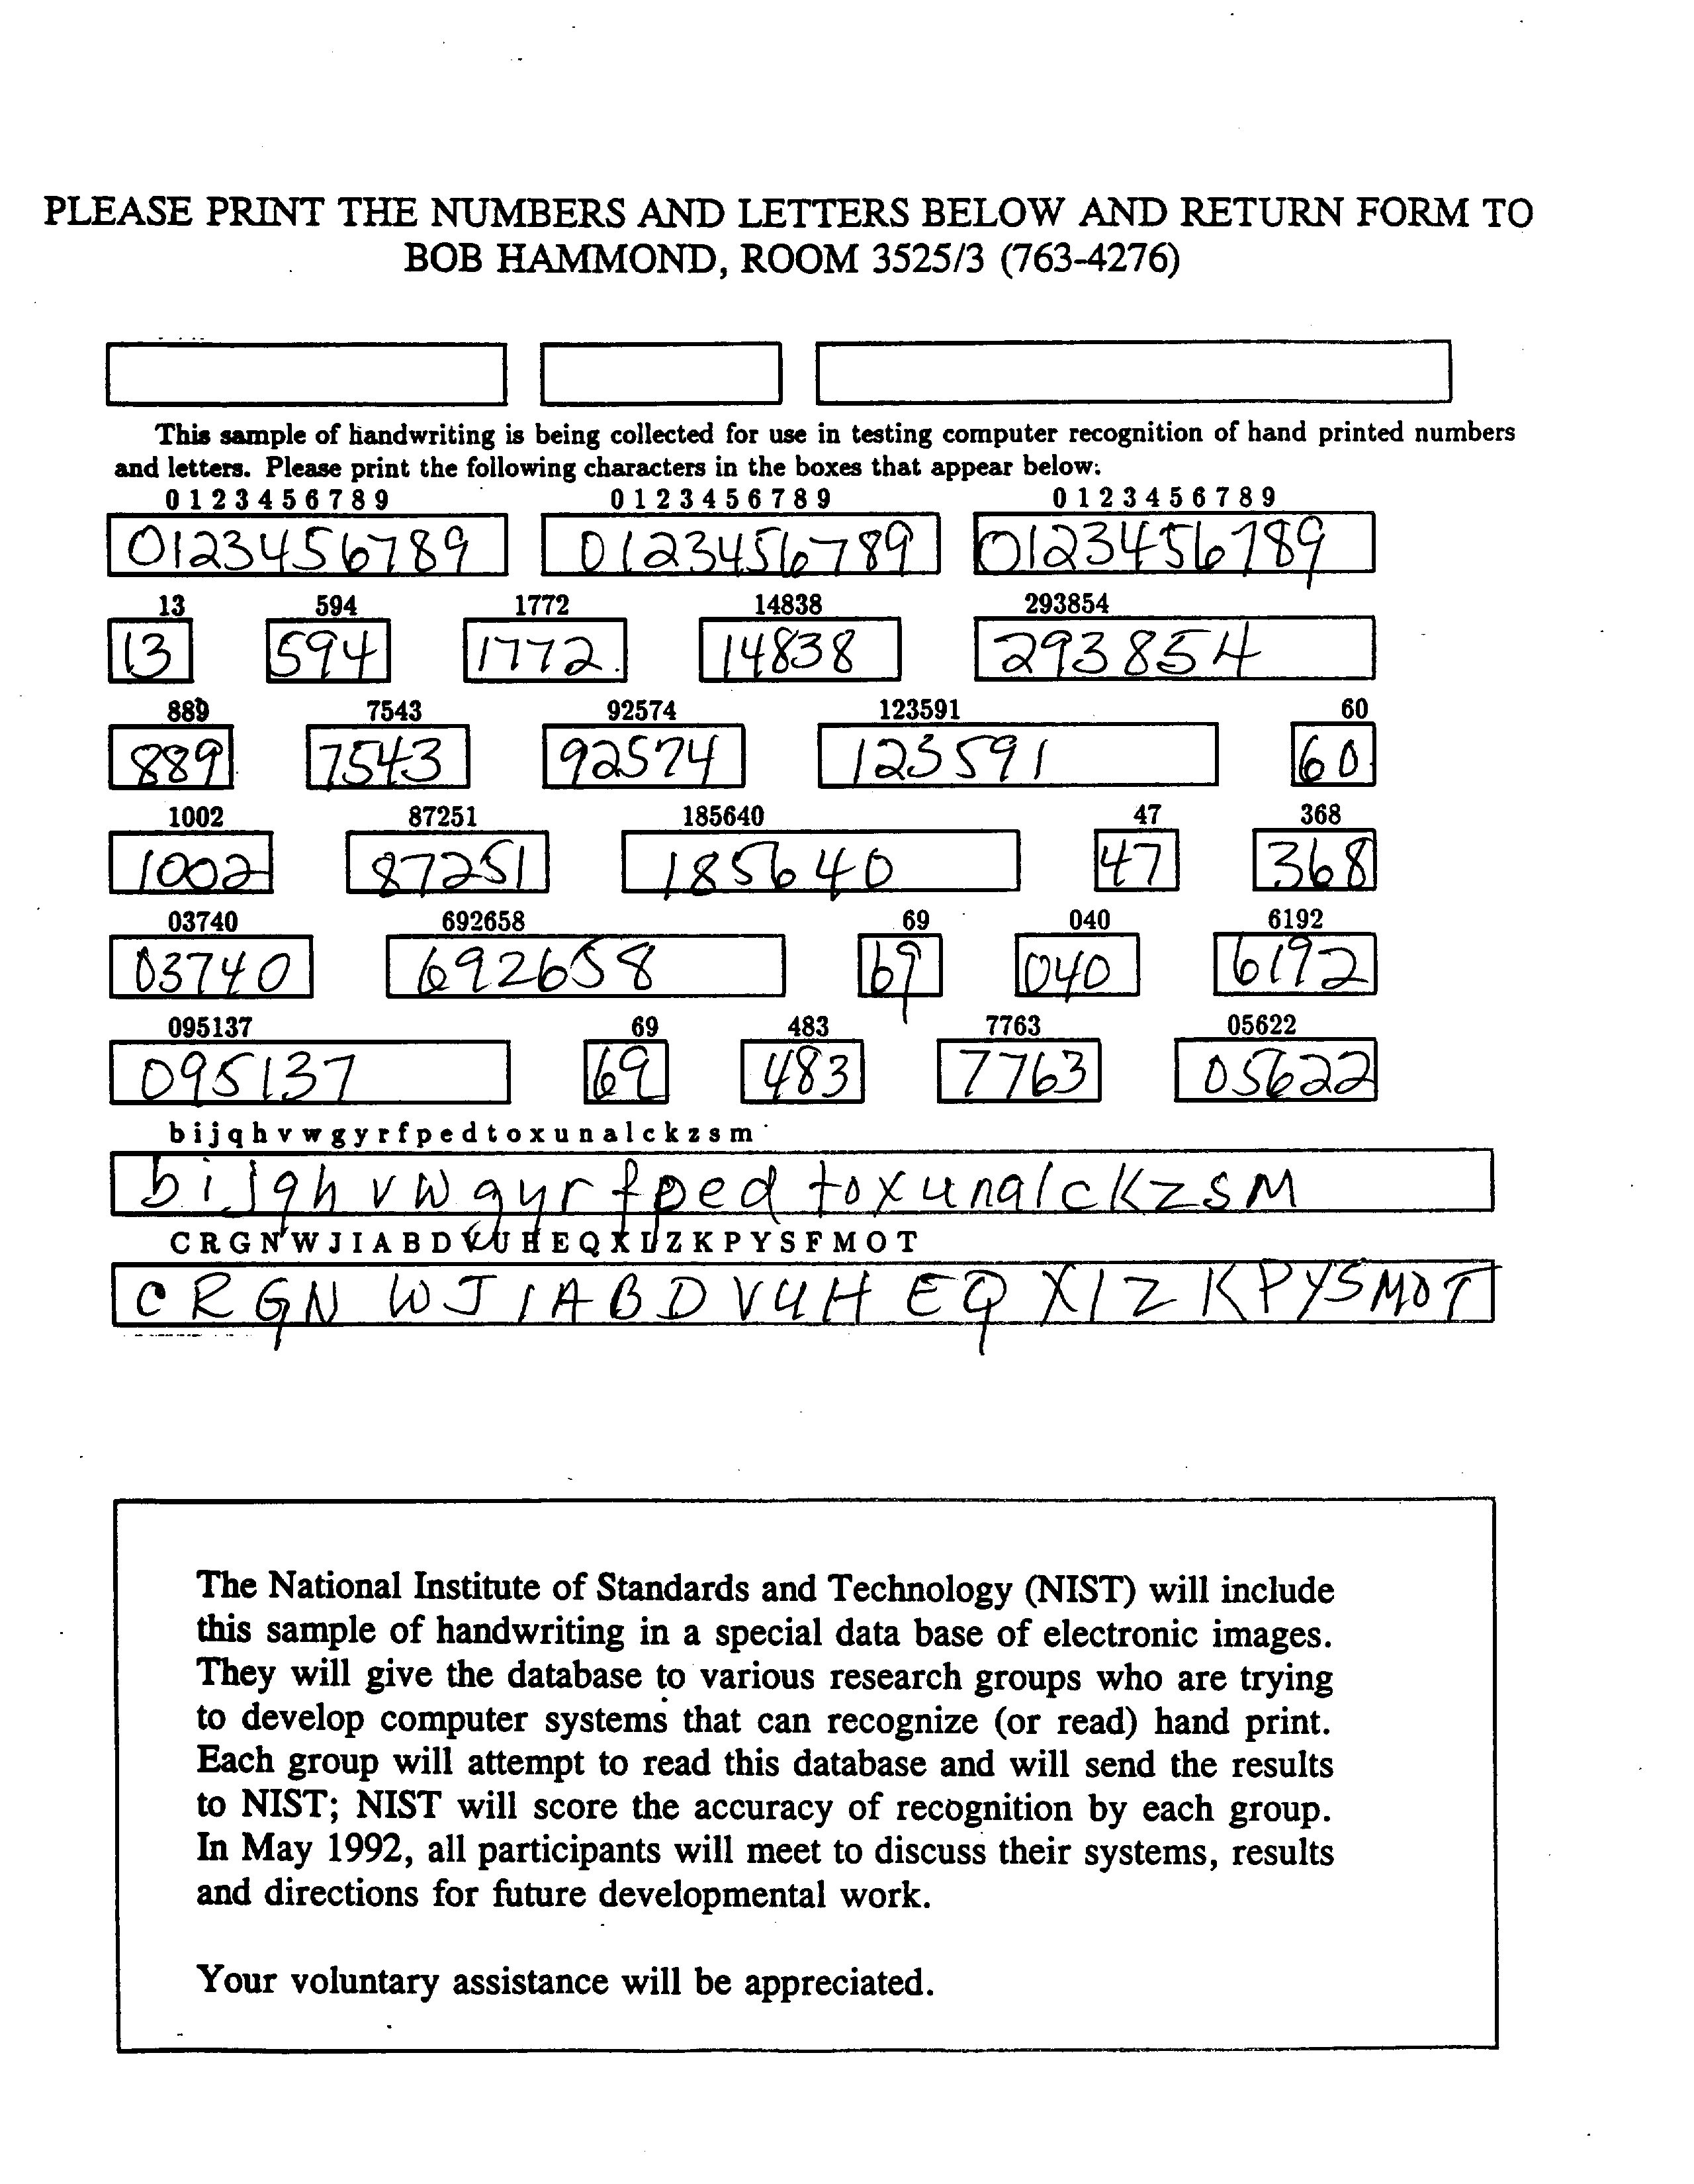 PLEASE PRINT THE NUMBERS AND LETTERS BELOW AND RETURN FORM TO
BOB HAMMOND, ROOM 3525/3 (763-4276)
This sample of handwriting is being collected for use in testing computer recognition of hand printed numbers
and letters. Please print the following characters in the boxes that appear below.
0 1 2 3 4 5 6 7 8 9 0 1 2 3 4 5 6 7 8 9 0 1 2 3 4 5 6 7 8 9
0123456789 0123456789 0123456789
13 594 1772 14838 293854
13 594 1772 14838 293854
889 7543 92574 123591 60
889 7543 92574 123591 60
1002 87251 185640 47 368
1002 87251 185640 47 368
03740 692658 69 040 6192
03740 692658 69 040 6192
095137 69 483 7763 05622
095137 69 483 7763 05622
b i j q h v w g y r f p e d t o x u n a l c k z s m
b i j q h v w g y r f p e d t o x u n a l c k z s M
C R G N W J I A B D V U H E Q X L Z K P Y S F M O T
C R G N W J I A B D V U H E Q X I Z K P Y S M O T
The National Institute of Standards and Technology (NIST) will include
this sample of handwriting in a special data base of electronic images.
They will give the database to various research groups who are trying
to develop computer systems that can recognize (or read) hand print.
Each group will attempt to read this database and will send the results
to NIST; NIST will score the accuracy of recognition by each group.
In May 1992, all participants will meet to discuss their systems, results
and directions for future developmental work.
Your voluntary assistance will be appreciated.